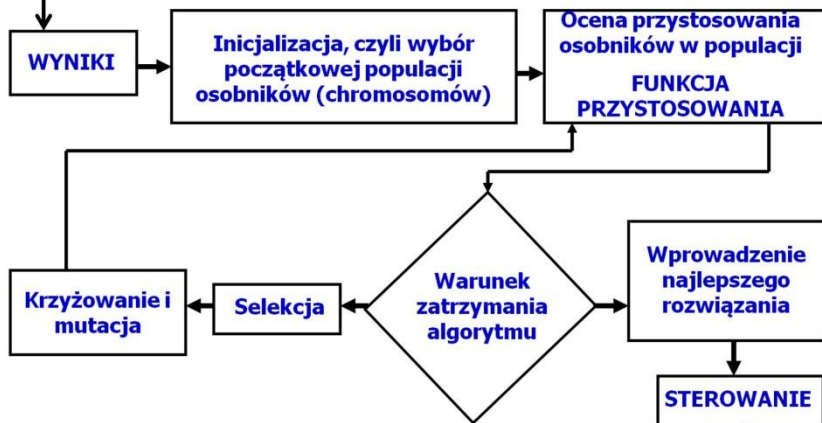 WYNIKI
Inicjalizacja, czyli wybór
początkowej populacji
osobników (chromosomów)
Ocena przystosowania
osobników w populacji
FUNKCJA
PRZYSTOSOWANIA
Krzyżowanie i
mutacja
Selekcja
Warunek
zatrzymania
algorytmu
Wprowadzenie
najlepszego
rozwiązania
STEROWANIE